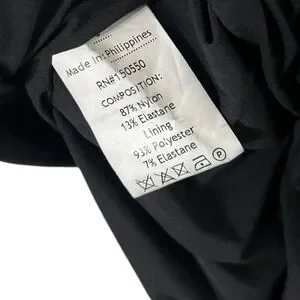 Made In: Philippines
RN#150550
COMPOSITION:
87% Nylon
13% Elastane
Lining
93% Polyester
7% Elastane
P